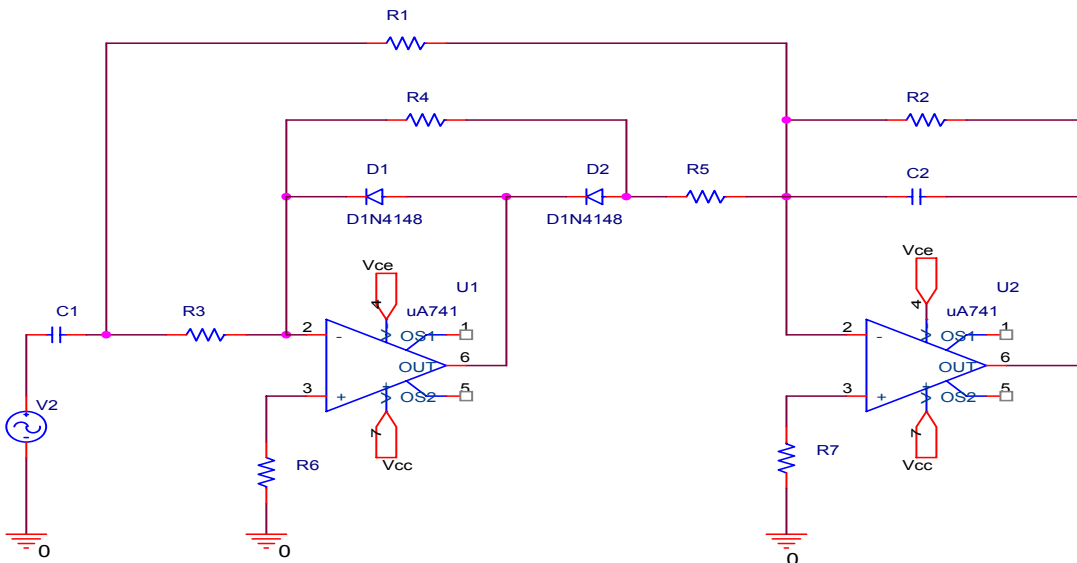 R1
R4
R2
D1
D2
R5
C2
D1N4148
D1N4148
Vce
U1
Vce
U2
C1
R3
4
uA741
4
uA741
2
-
V
OS1
1
2
-
V
OS1
1
OUT
6
OUT
6
3
+
+
V
OS2
5
3
+
+
V
OS2
5
V2
+
-
7
7
R6
Vcc
R7
Vcc
0
0
0